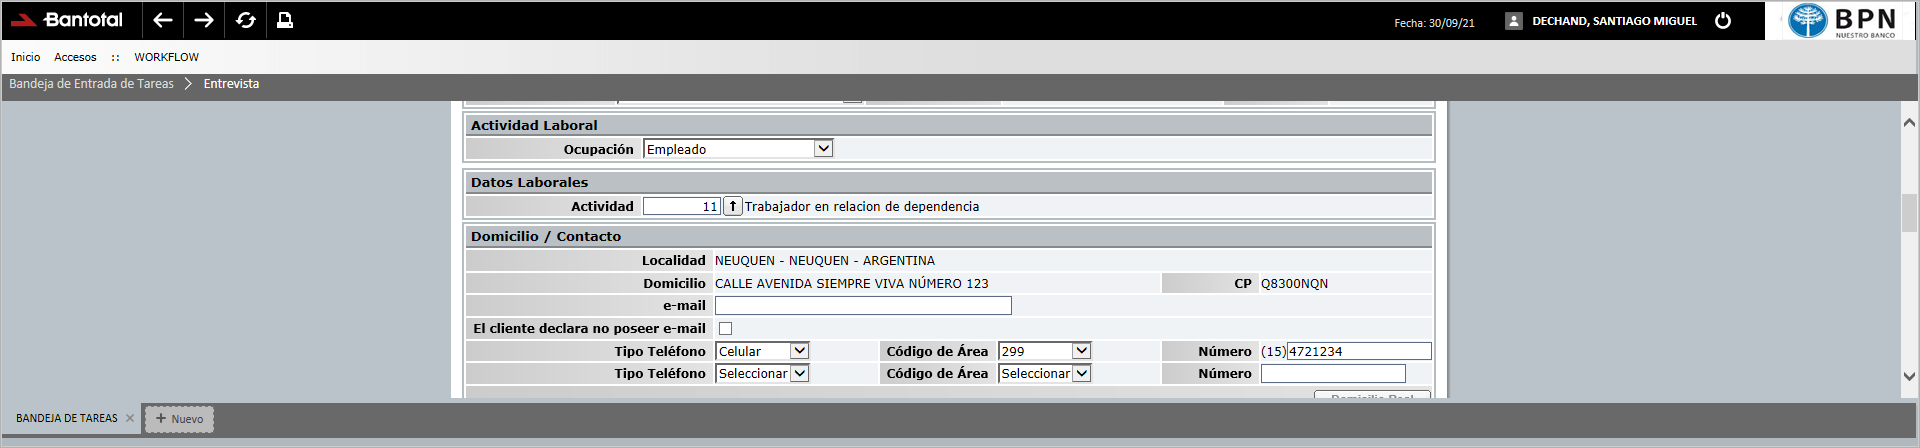 Bantotal Fecha: 30/09/21 DECHAND, SANTIAGO MIGUEL BPN
NUESTRO BANCO
Inicio Accesos :: WORKFLOW
Bandeja de Entrada de Tareas > Entrevista
Actividad Laboral
Ocupación Empleado
Datos Laborales
Actividad 11 Trabajador en relacion de dependencia
Domicilio / Contacto
Localidad NEUQUEN - NEUQUEN - ARGENTINA
Domicilio CALLE AVENIDA SIEMPRE VIVA NÚMERO 123 CP Q8300NQN
e-mail
El cliente declara no poseer e-mail
Tipo Teléfono Celular Código de Área 299 Número (15) 4721234
Tipo Teléfono Seleccionar Código de Área Seleccionar Número
Domicilio Real
BANDEJA DE TAREAS × + Nuevo